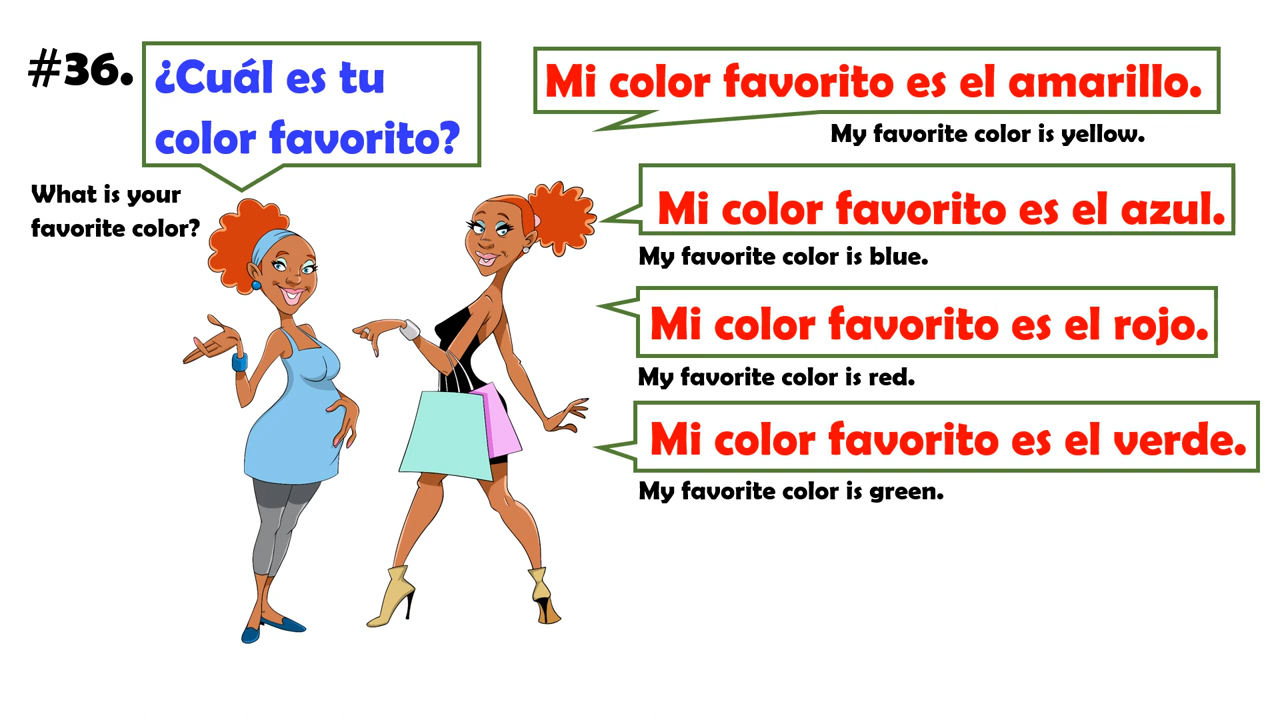 #36.
¿Cuál es tu
color favorito?
What is your
favorite color?
Mi color favorito es el amarillo.
My favorite color is yellow.
Mi color favorito es el azul.
My favorite color is blue.
Mi color favorito es el rojo.
My favorite color is red.
Mi color favorito es el verde.
My favorite color is green.